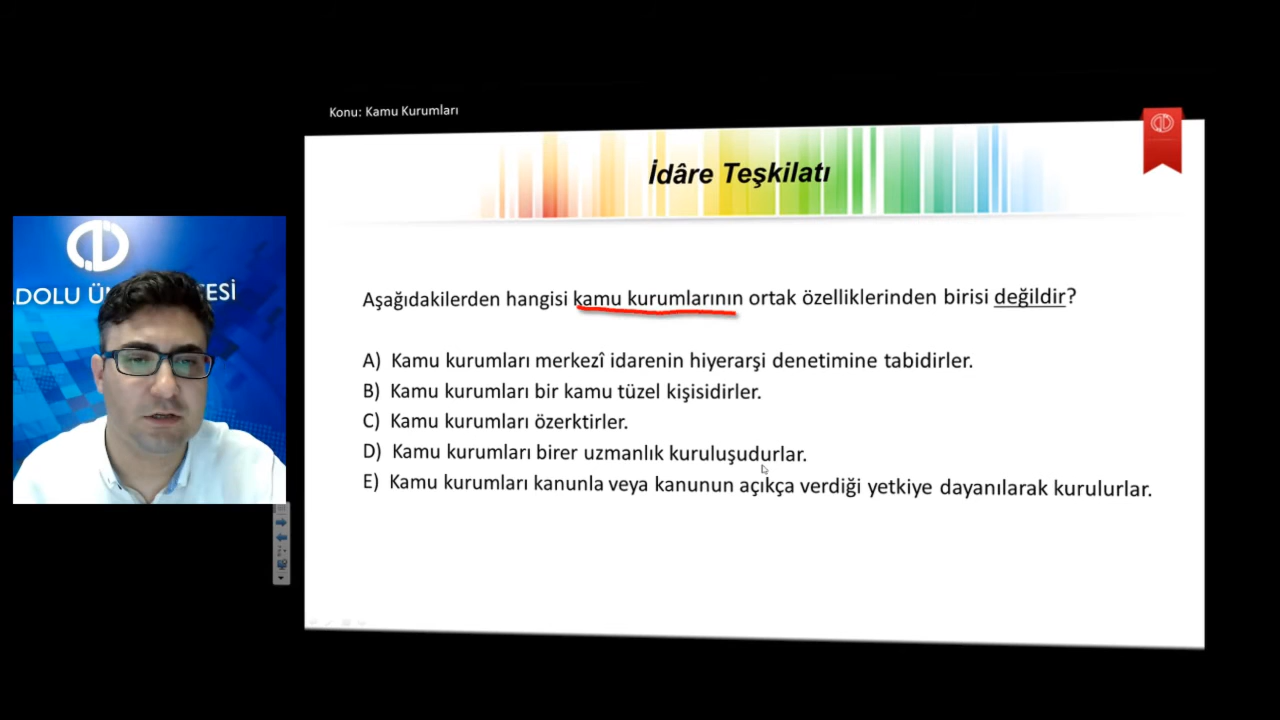 Konu: Kamu Kurumları
İdâre Teşkilatı
ADOLU Ü
ESİ
Aşağıdakilerden hangisi kamu kurumlarının ortak özelliklerinden birisi değildir?
A) Kamu kurumları merkezî idarenin hiyerarşi denetimine tabidirler.
B) Kamu kurumları bir kamu tüzel kişisidirler.
C) Kamu kurumları özerktirler.
D) Kamu kurumları birer uzmanlık kuruluşudurlar.
E) Kamu kurumları kanunla veya kanunun açıkça verdiği yetkiye dayanılarak kurulurlar.